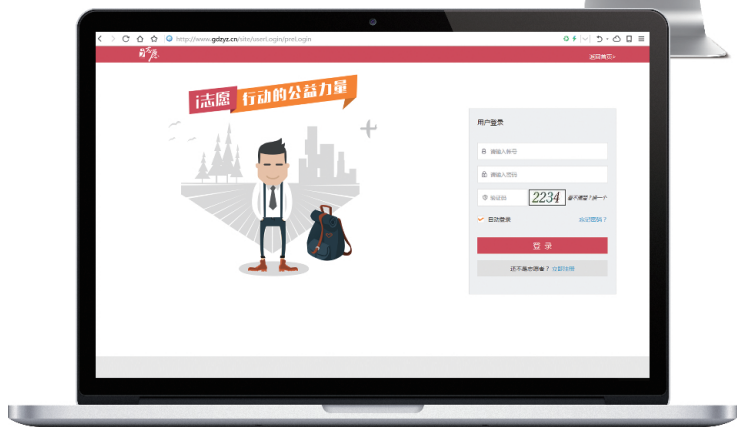 http://www.gdzyz.cn/site/userLogin/preLogin
返回首页>
i志愿 行动的公益力量
用户登录
请输入帐号
请输入密码
验证码 2234 看不清楚?换一个
自动登录 忘记密码?
登 录
还不是志愿者? 立即注册